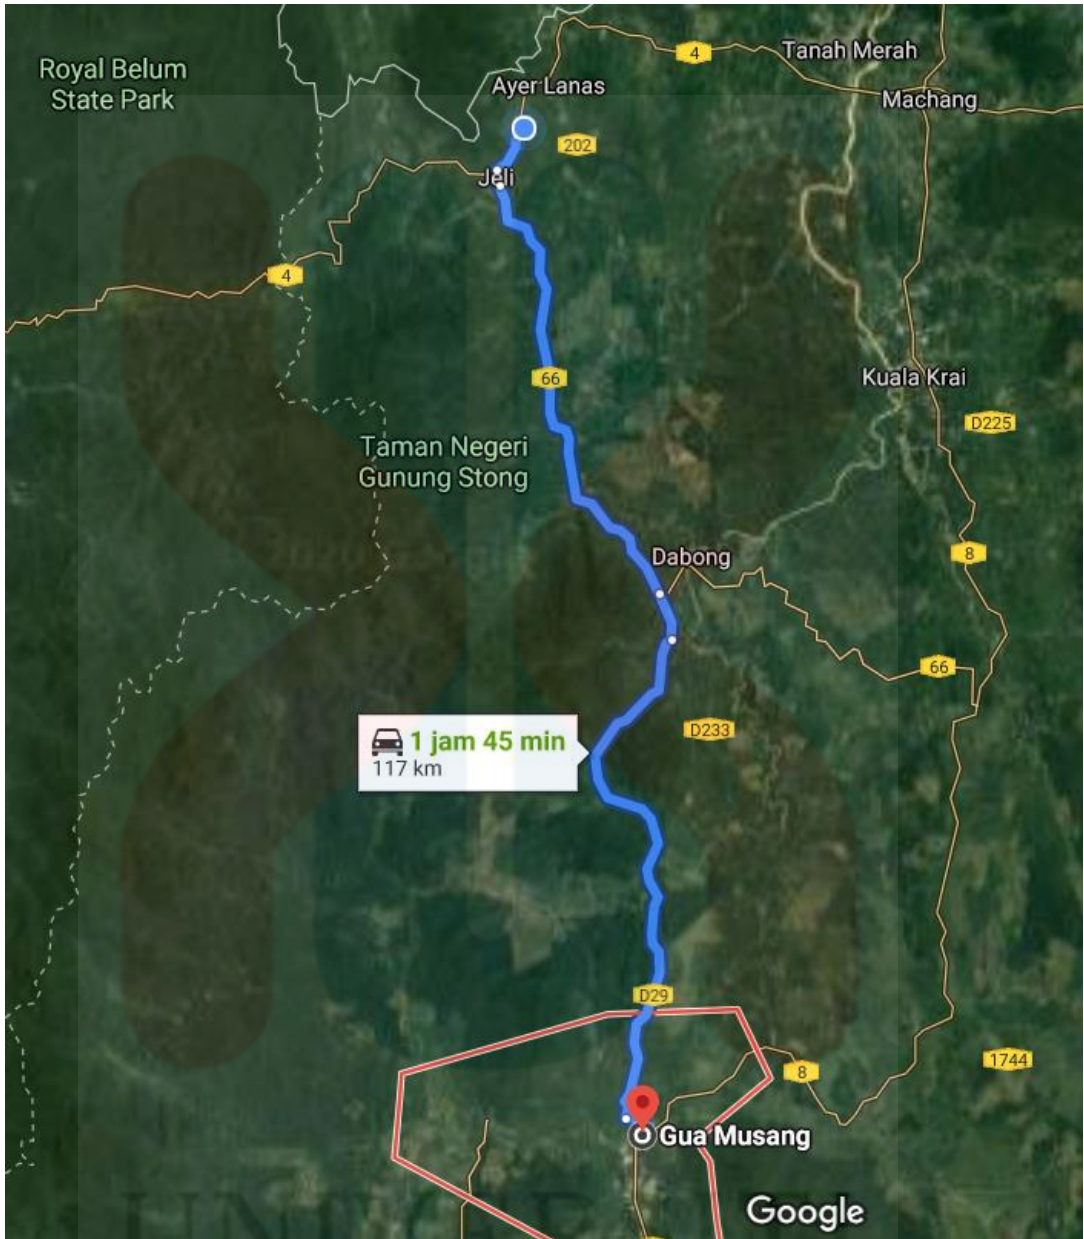 4
Tanah Merah
Royal Belum
State Park
Ayer Lanas
Machang
202
Jeli
4
66
Kuala Krai
D225
Taman Negeri
Gunung Stong
8
Dabong
66
D233
1 jam 45 min
117 km
D29
1744
8
Gua Musang
Google